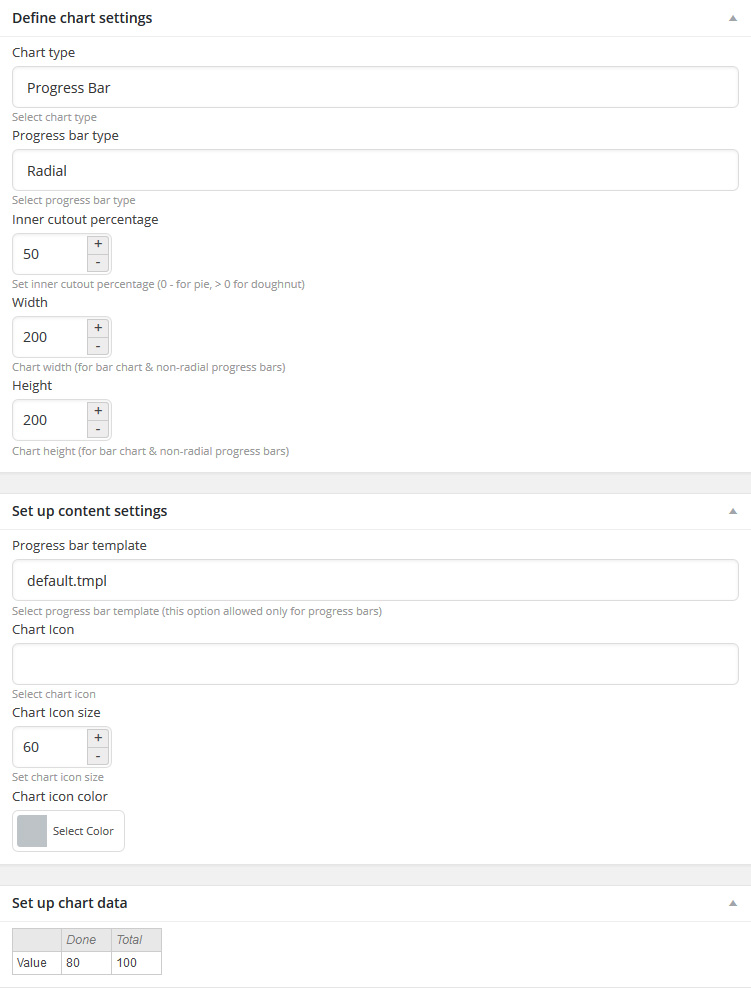 Define chart settings
Chart type
Progress Bar
Select chart type
Progress bar type
Radial
Select progress bar type
Inner cutout percentage
50 + -
Set inner cutout percentage (0 - for pie, > 0 for doughnut)
Width
200 + -
Chart width (for bar chart & non-radial progress bars)
Height
200 + -
Chart height (for bar chart & non-radial progress bars)
Set up content settings
Progress bar template
default.tmpl
Select progress bar template (this option allowed only for progress bars)
Chart Icon
Select chart icon
Chart Icon size
60 + -
Set chart icon size
Chart icon color
Select Color
Set up chart data
Done Total
Value 80 100